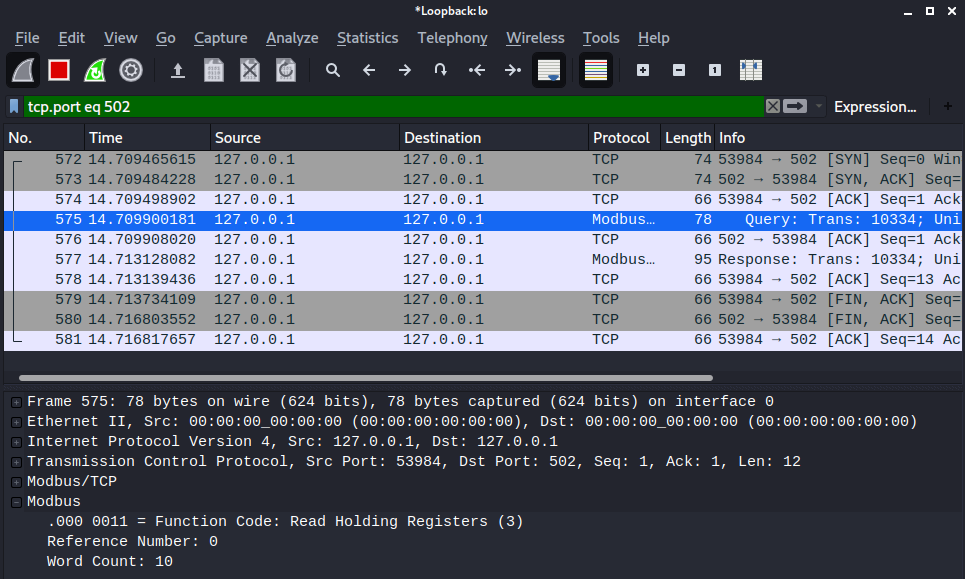 *Loopback: lo
File Edit View Go Capture Analyze Statistics Telephony Wireless Tools Help
tcp.port eq 502 Expression… +
No. Time Source Destination Protocol Length Info
572 14.709465615 127.0.0.1 127.0.0.1 TCP 74 53984 → 502 [SYN] Seq=0 Win
573 14.709484228 127.0.0.1 127.0.0.1 TCP 74 502 → 53984 [SYN, ACK] Seq=
574 14.709498902 127.0.0.1 127.0.0.1 TCP 66 53984 → 502 [ACK] Seq=1 Ack
575 14.709900181 127.0.0.1 127.0.0.1 Modbus… 78 Query: Trans: 10334; Uni
576 14.709908020 127.0.0.1 127.0.0.1 TCP 66 502 → 53984 [ACK] Seq=1 Ack
577 14.713128082 127.0.0.1 127.0.0.1 Modbus… 95 Response: Trans: 10334; Uni
578 14.713139436 127.0.0.1 127.0.0.1 TCP 66 53984 → 502 [ACK] Seq=13 Ac
579 14.713734109 127.0.0.1 127.0.0.1 TCP 66 53984 → 502 [FIN, ACK] Seq=
580 14.716803552 127.0.0.1 127.0.0.1 TCP 66 502 → 53984 [FIN, ACK] Seq=
581 14.716817657 127.0.0.1 127.0.0.1 TCP 66 53984 → 502 [ACK] Seq=14 Ac
Frame 575: 78 bytes on wire (624 bits), 78 bytes captured (624 bits) on interface 0
Ethernet II, Src: 00:00:00_00:00:00 (00:00:00:00:00:00), Dst: 00:00:00_00:00:00 (00:00:00:00:00:00)
Internet Protocol Version 4, Src: 127.0.0.1, Dst: 127.0.0.1
Transmission Control Protocol, Src Port: 53984, Dst Port: 502, Seq: 1, Ack: 1, Len: 12
Modbus/TCP
Modbus
.000 0011 = Function Code: Read Holding Registers (3)
Reference Number: 0
Word Count: 10